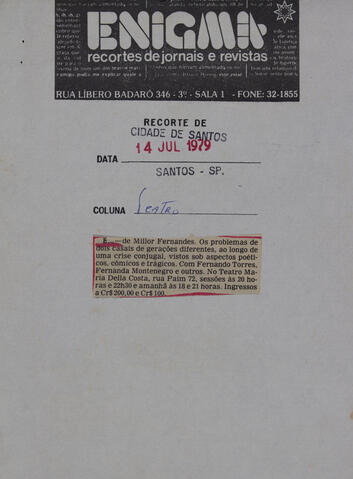 ENIGMA
recortes de jornais e revistas
RUA LÍBERO BADARÓ 346 - 3º - SALA 1 - FONE: 32-1855
RECORTE DE
CIDADE DE SANTOS
14 JUL 1979
DATA
SANTOS - SP.
COLUNA Teatro
É... — de Millor Fernandes. Os problemas de
dois casais de gerações diferentes, ao longo de
uma crise conjugal, vistos sob aspectos poéti-
cos, cômicos e trágicos. Com Fernando Torres,
Fernanda Montenegro e outros. No Teatro Ma-
ria Della Costa, rua Paim 72, sessões às 20 ho-
ras e 22h30 e amanhã às 18 e 21 horas. Ingressos
a Cr$ 200,00 e Cr$ 100.